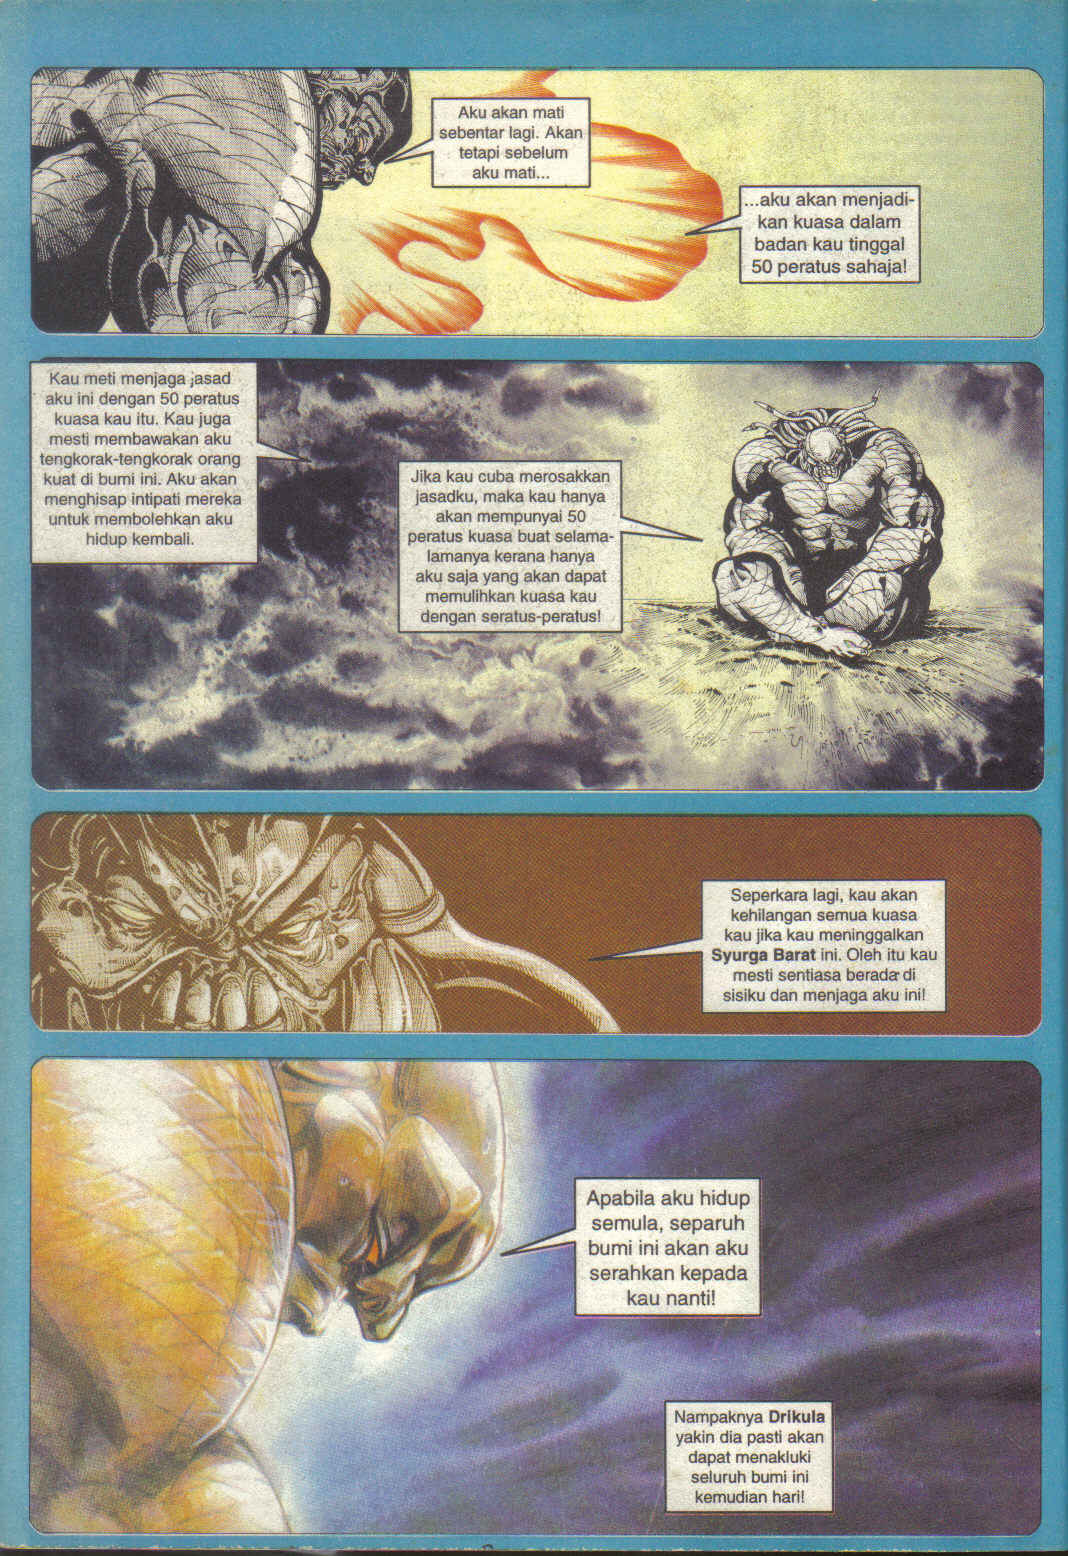 Aku akan mati
sebentar lagi. Akan
tetapi sebelum
aku mati...
...aku akan menjadi-
kan kuasa dalam
badan kau tinggal
50 peratus sahaja!
Kau meti menjaga jasad
aku ini dengan 50 peratus
kuasa kau itu. Kau juga
mesti membawakan aku
tengkorak-tengkorak orang
kuat di bumi ini. Aku akan
menghisap intipati mereka
untuk membolehkan aku
hidup kembali.
Jika kau cuba merosakkan
jasadku, maka kau hanya
akan mempunyai 50
peratus kuasa buat selama-
lamanya kerana hanya
aku saja yang akan dapat
memulihkan kuasa kau
dengan seratus-peratus!
Seperkara lagi, kau akan
kehilangan semua kuasa
kau jika kau meninggalkan
Syurga Barat ini. Oleh itu kau
mesti sentiasa berada di
sisiku dan menjaga aku ini!
Apabila aku hidup
semula, separuh
bumi ini akan aku
serahkan kepada
kau nanti!
Nampaknya Drikula
yakin dia pasti akan
dapat menakluki
seluruh bumi ini
kemudian hari!